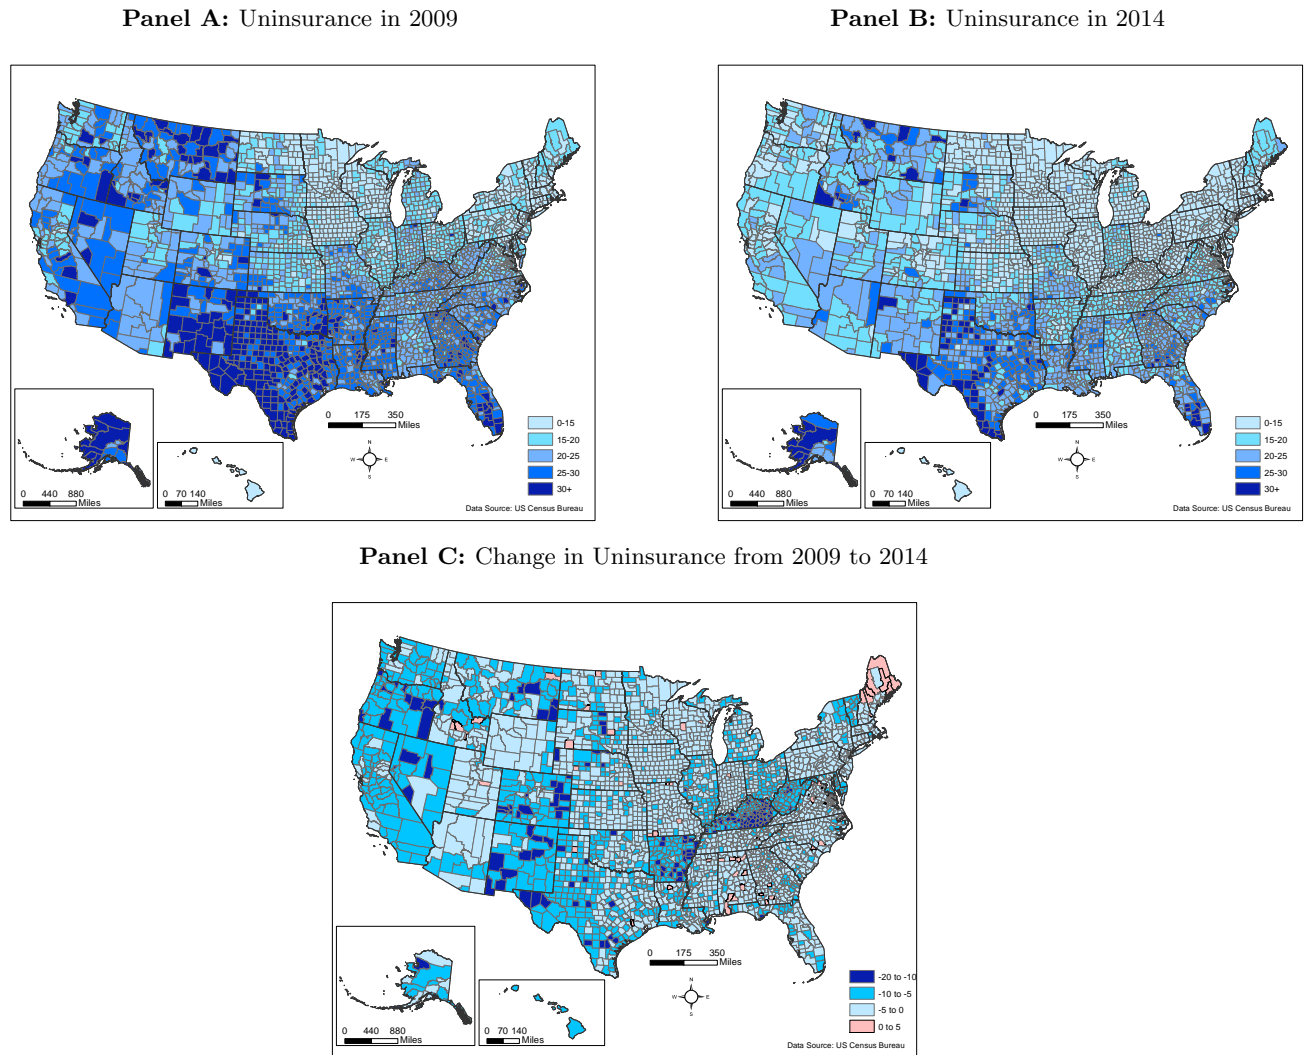 Panel A: Uninsurance in 2009
0 175 350
Miles
N
W E
S
0-15
15-20
20-25
25-30
30+
0 440 880
Miles
0 70 140
Miles
Data Source: US Census Bureau
Panel B: Uninsurance in 2014
0 175 350
Miles
N
W E
S
0-15
15-20
20-25
25-30
30+
0 440 880
Miles
0 70 140
Miles
Data Source: US Census Bureau
Panel C: Change in Uninsurance from 2009 to 2014
0 175 350
Miles
N
W E
S
-20 to -10
-10 to -5
-5 to 0
0 to 5
0 440 880
Miles
0 70 140
Miles
Data Source: US Census Bureau